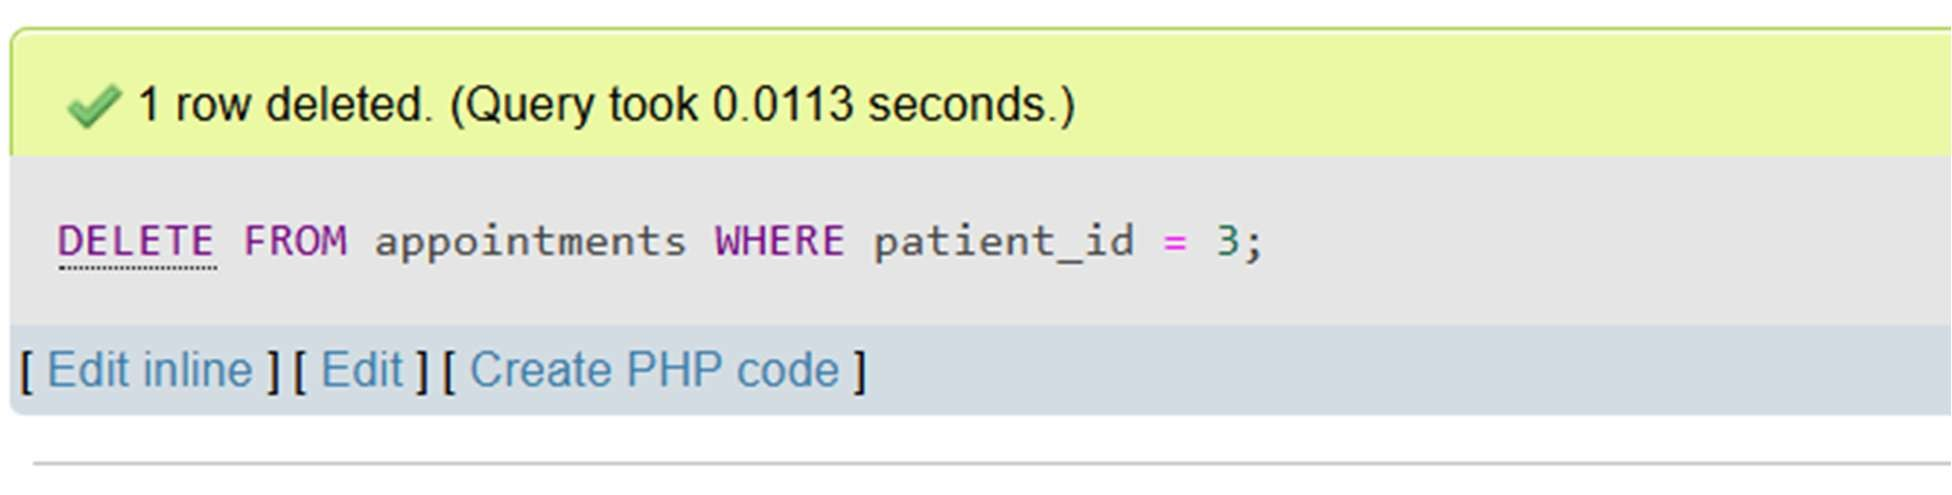 1 row deleted. (Query took 0.0113 seconds.)
DELETE FROM appointments WHERE patient_id = 3;
[ Edit inline ] [ Edit ] [ Create PHP code ]